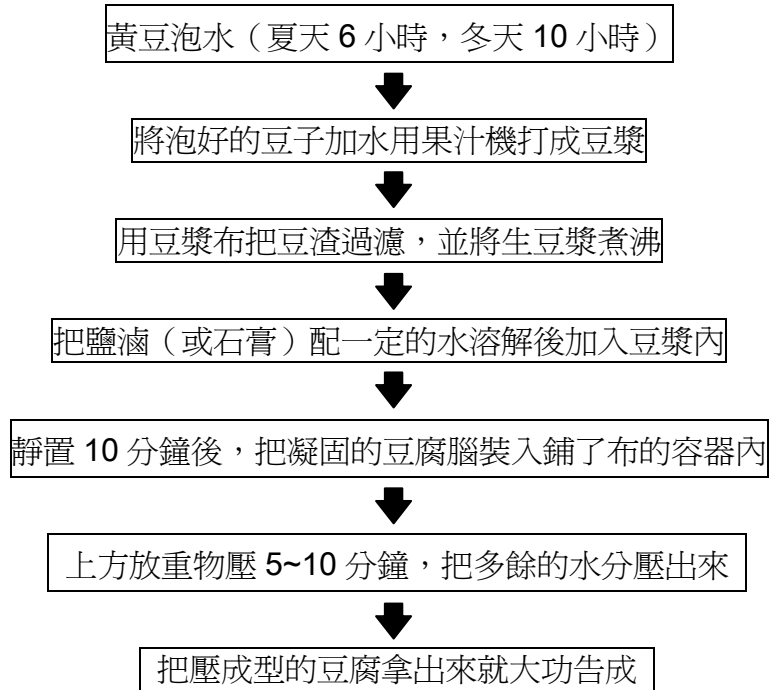 黃豆泡水（夏天 6 小時，冬天 10 小時）
將泡好的豆子加水用果汁機打成豆漿
用豆漿布把豆渣過濾，並將生豆漿煮沸
把鹽滷（或石膏）配一定的水溶解後加入豆漿內
靜置 10 分鐘後，把凝固的豆腐腦裝入鋪了布的容器內
上方放重物壓 5~10 分鐘，把多餘的水分壓出來
把壓成型的豆腐拿出來就大功告成